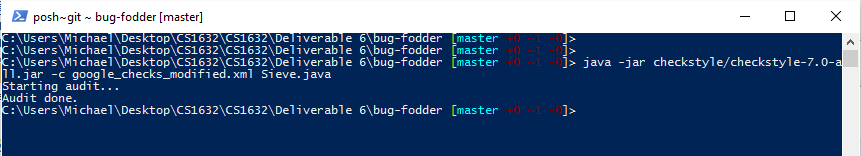 posh~git ~ bug-fodder [master]
C:\Users\Michael\Desktop\CS1632\CS1632\Deliverable 6\bug-fodder [master +0 ~1 -0]>
C:\Users\Michael\Desktop\CS1632\CS1632\Deliverable 6\bug-fodder [master +0 ~1 -0]>
C:\Users\Michael\Desktop\CS1632\CS1632\Deliverable 6\bug-fodder [master +0 ~1 -0]> java -jar checkstyle/checkstyle-7.0-a
ll.jar -c google_checks_modified.xml Sieve.java
Starting audit...
Audit done.
C:\Users\Michael\Desktop\CS1632\CS1632\Deliverable 6\bug-fodder [master +0 ~1 -0]>